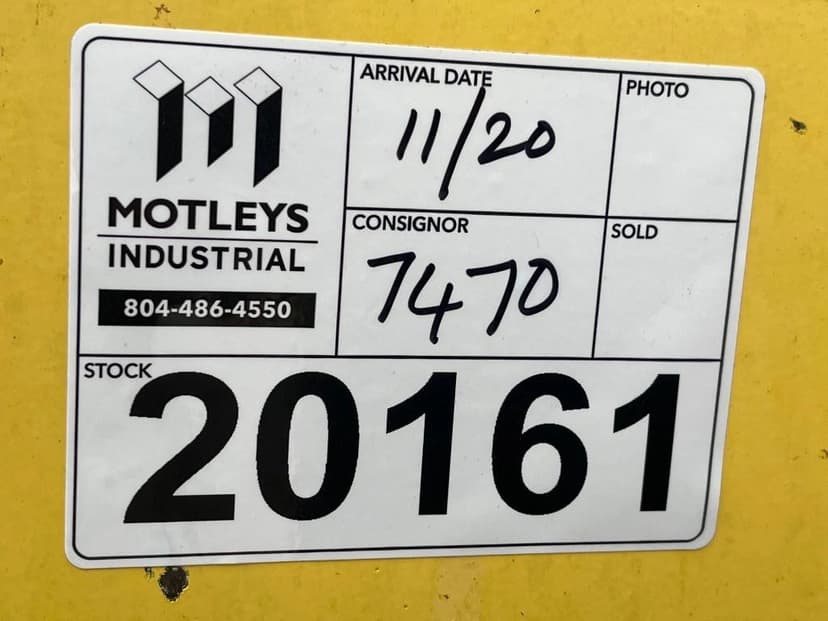 MOTLEYS
INDUSTRIAL
804-486-4550
ARRIVAL DATE
11/20
PHOTO
CONSIGNOR
7470
SOLD
STOCK
20161